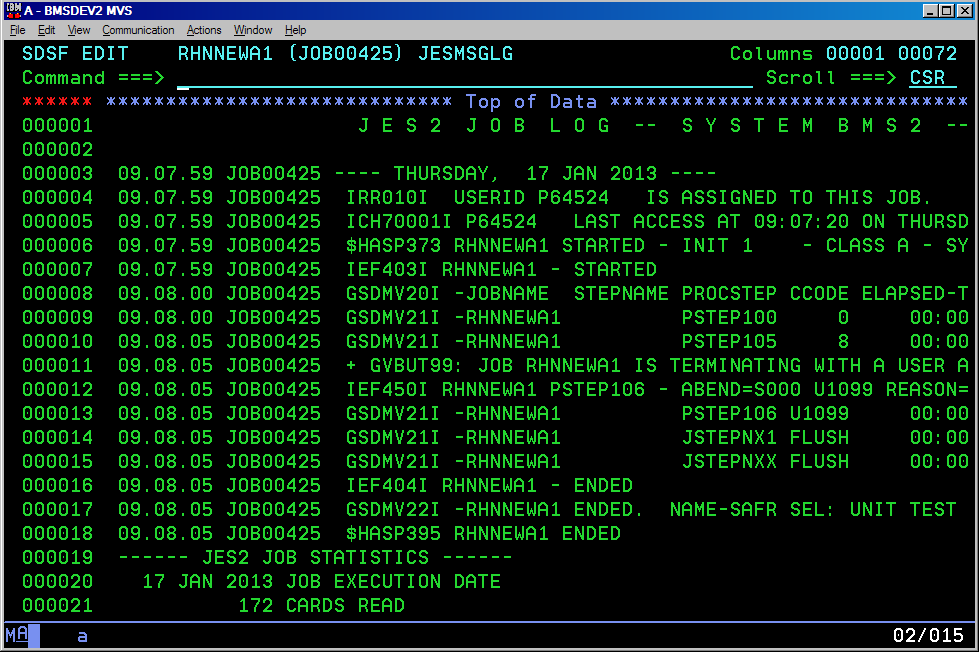 IBM A - BMSDEV2 MVS
File Edit View Communication Actions Window Help
SDSF EDIT    RHNNEWA1 (JOB00425) JESMSGLG                  Columns 00001 00072
Command ===>                                                  Scroll ===> CSR
****** ***************************** Top of Data ******************************
000001                      J E S 2  J O B  L O G  --  S Y S T E M  B M S 2  --
000002
000003  09.07.59 JOB00425 ---- THURSDAY,  17 JAN 2013 ----
000004  09.07.59 JOB00425  IRR010I  USERID P64524   IS ASSIGNED TO THIS JOB.
000005  09.07.59 JOB00425  ICH70001I P64524   LAST ACCESS AT 09:07:20 ON THURSD
000006  09.07.59 JOB00425  $HASP373 RHNNEWA1 STARTED - INIT 1    - CLASS A - SY
000007  09.07.59 JOB00425  IEF403I RHNNEWA1 - STARTED
000008  09.08.00 JOB00425  GSDMV20I -JOBNAME  STEPNAME PROCSTEP CCODE ELAPSED-T
000009  09.08.00 JOB00425  GSDMV21I -RHNNEWA1          PSTEP100     0     00:00
000010  09.08.05 JOB00425  GSDMV21I -RHNNEWA1          PSTEP105     8     00:00
000011  09.08.05 JOB00425  + GVBUT99: JOB RHNNEWA1 IS TERMINATING WITH A USER A
000012  09.08.05 JOB00425  IEF450I RHNNEWA1 PSTEP106 - ABEND=S000 U1099 REASON=
000013  09.08.05 JOB00425  GSDMV21I -RHNNEWA1          PSTEP106 U1099     00:00
000014  09.08.05 JOB00425  GSDMV21I -RHNNEWA1          JSTEPNX1 FLUSH     00:00
000015  09.08.05 JOB00425  GSDMV21I -RHNNEWA1          JSTEPNXX FLUSH     00:00
000016  09.08.05 JOB00425  IEF404I RHNNEWA1 - ENDED
000017  09.08.05 JOB00425  GSDMV22I -RHNNEWA1 ENDED.  NAME-SAFR SEL: UNIT TEST
000018  09.08.05 JOB00425  $HASP395 RHNNEWA1 ENDED
000019  ------ JES2 JOB STATISTICS ------
000020    17 JAN 2013 JOB EXECUTION DATE
000021            172 CARDS READ
MA    a                                                                  02/015